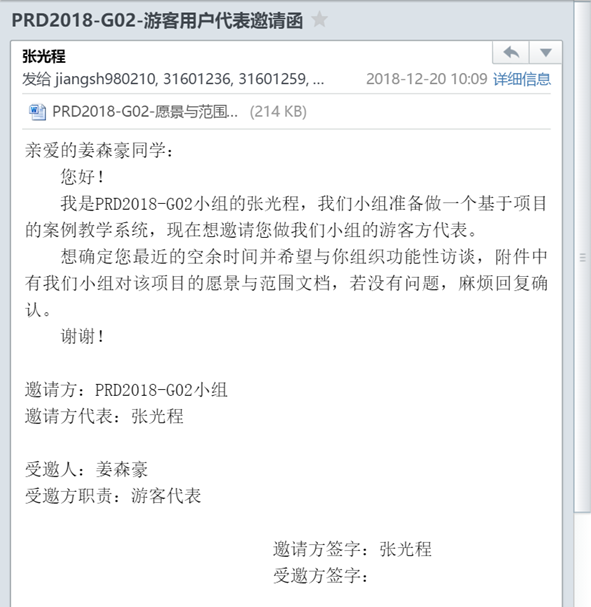 PRD2018-G02-游客用户代表邀请函
张光程
发给 jiangsh980210, 31601236, 31601259, ... 2018-12-20 10:09 详细信息
PRD2018-G02-愿景与范围... (214 KB)
亲爱的姜森豪同学：
您好！
我是PRD2018-G02小组的张光程，我们小组准备做一个基于项目
的案例教学系统，现在想邀请您做我们小组的游客方代表。
想确定您最近的空余时间并希望与你组织功能性访谈，附件中
有我们小组对该项目的愿景与范围文档，若没有问题，麻烦回复确
认。
谢谢！
邀请方：PRD2018-G02小组
邀请方代表：张光程
受邀人：姜森豪
受邀方职责：游客代表
邀请方签字：张光程
受邀方签字：